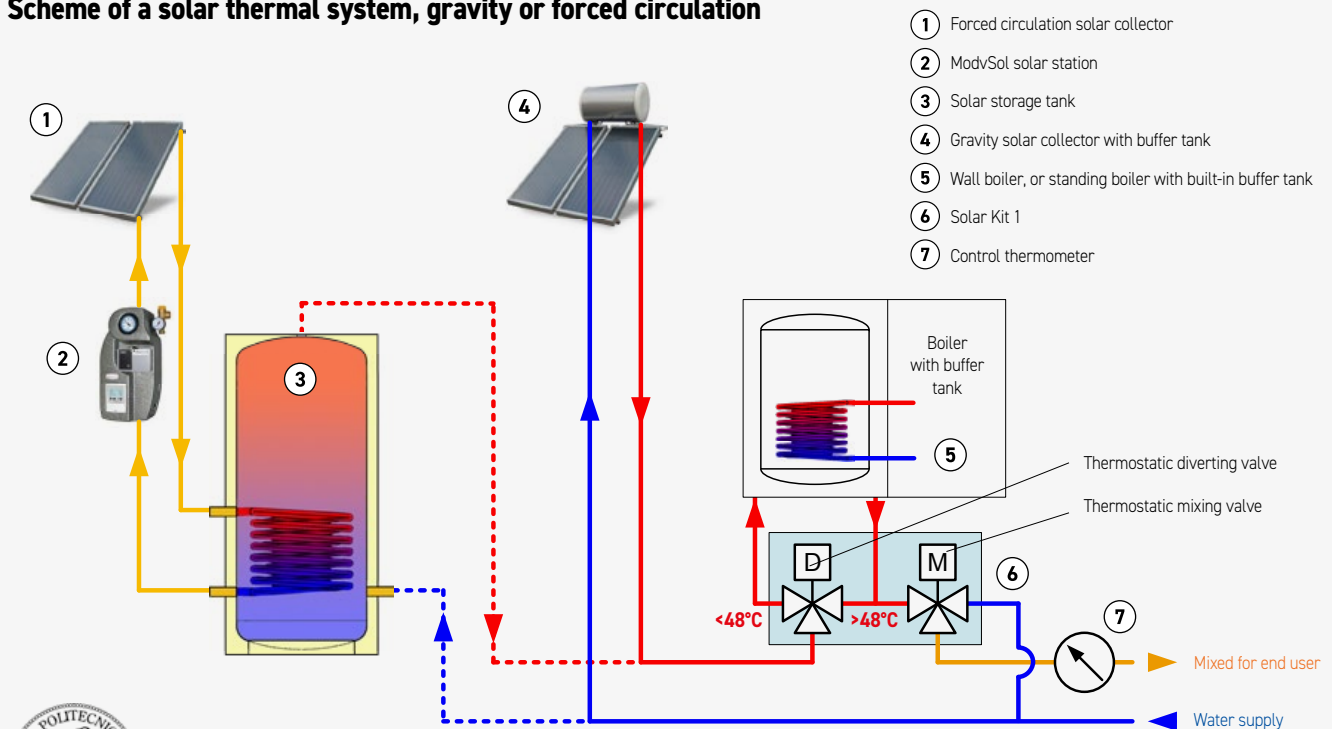 Scheme of a solar thermal system, gravity or forced circulation
1 Forced circulation solar collector
2 ModvSol solar station
3 Solar storage tank
4 Gravity solar collector with buffer tank
5 Wall boiler, or standing boiler with built-in buffer tank
6 Solar Kit 1
7 Control thermometer
1
4
2
3
Boiler
with buffer
tank
5
Thermostatic diverting valve
Thermostatic mixing valve
D
M
6
<48°C
>48°C
7
Mixed for end user
Water supply
POLITECNIC